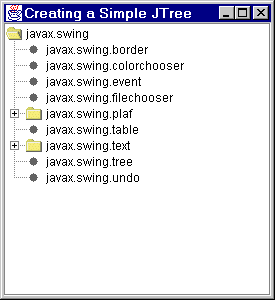 Creating a Simple JTree
javax.swing
javax.swing.border
javax.swing.colorchooser
javax.swing.event
javax.swing.filechooser
javax.swing.plaf
javax.swing.table
javax.swing.text
javax.swing.tree
javax.swing.undo